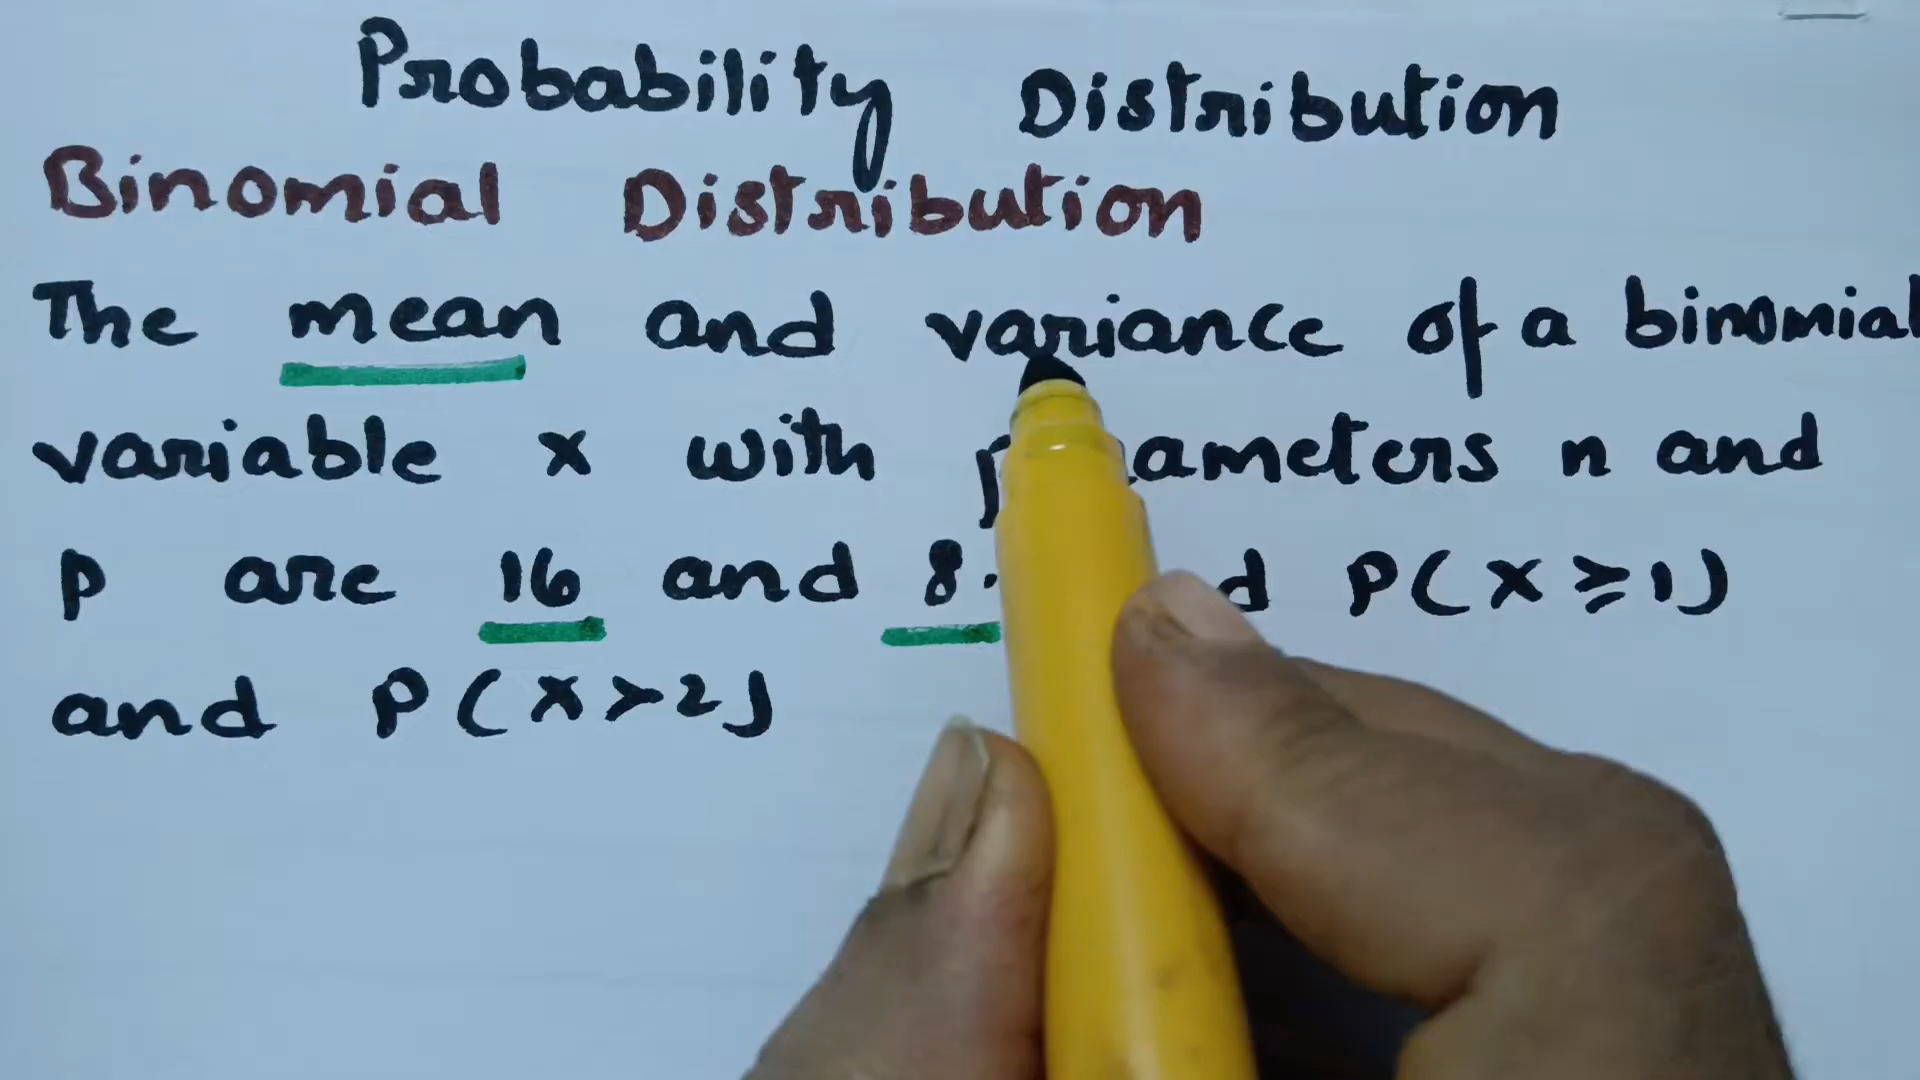 Probability Distribution
Binomial Distribution
The mean and variance of a binomial
variable x with n and
p are 16 and 8. P(x≥1)
and P(x>2)